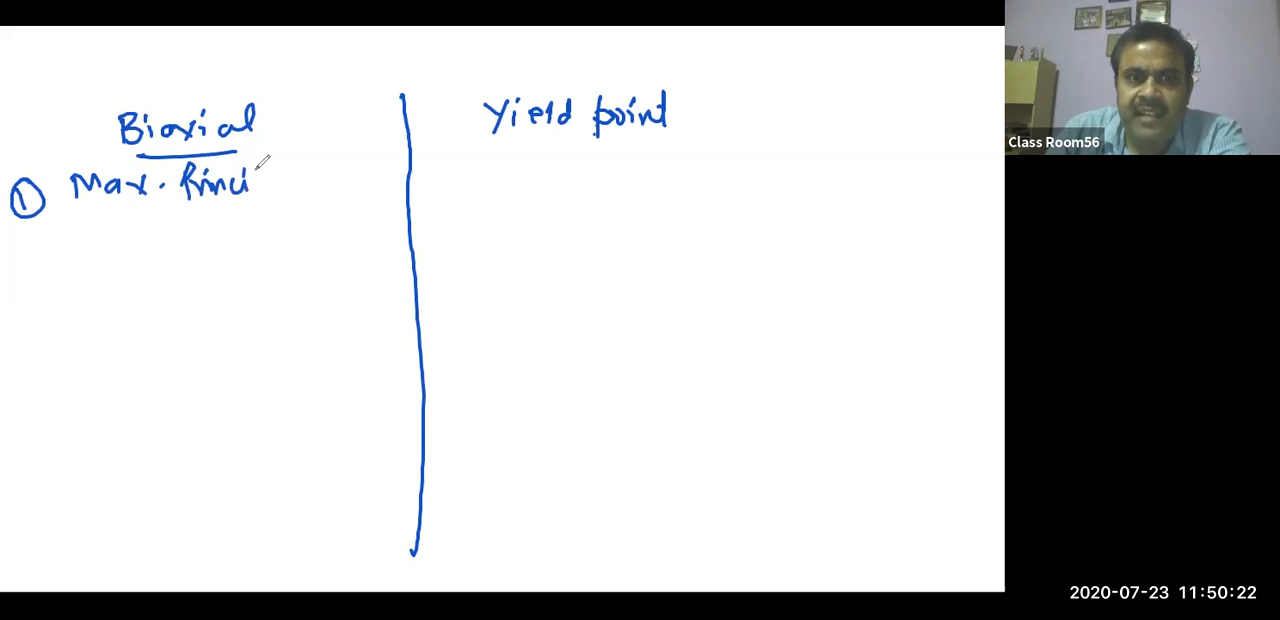 Biaxial
Yield point
① Max. Princi
Class Room56
2020-07-23 11:50:22